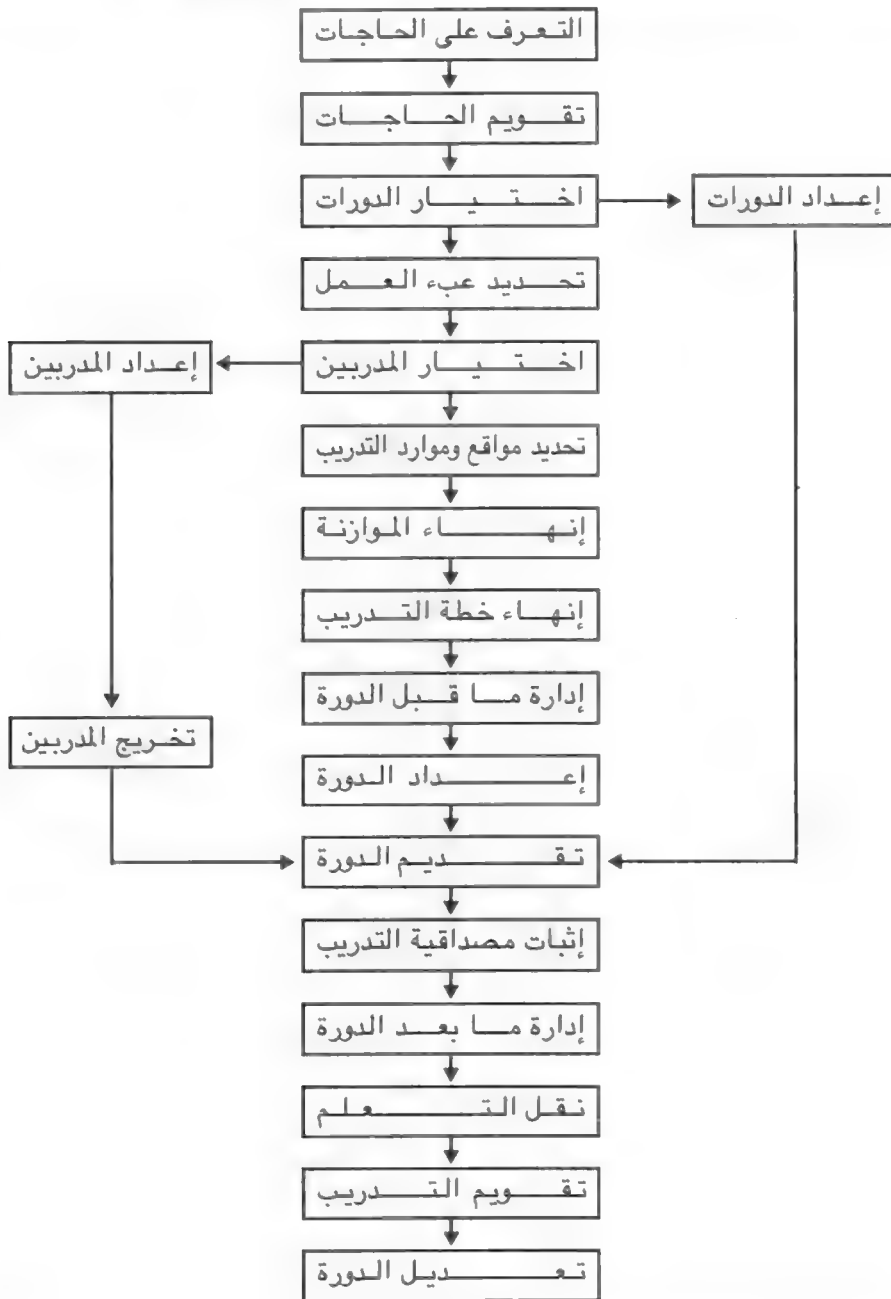 التعرف على الحاجات
تقويم الحاجات
اختيار الدورات
إعداد الدورات
تحديد عبء العمل
اختيار المدربين
إعداد المدربين
تحديد مواقع وموارد التدريب
إنهاء الموازنة
إنهاء خطة التدريب
إدارة ما قبل الدورة
تخريج المدربين
إعداد الدورة
تقديم الدورة
إثبات مصداقية التدريب
إدارة ما بعد الدورة
نقل التعلم
تقويم التدريب
تعديل الدورة